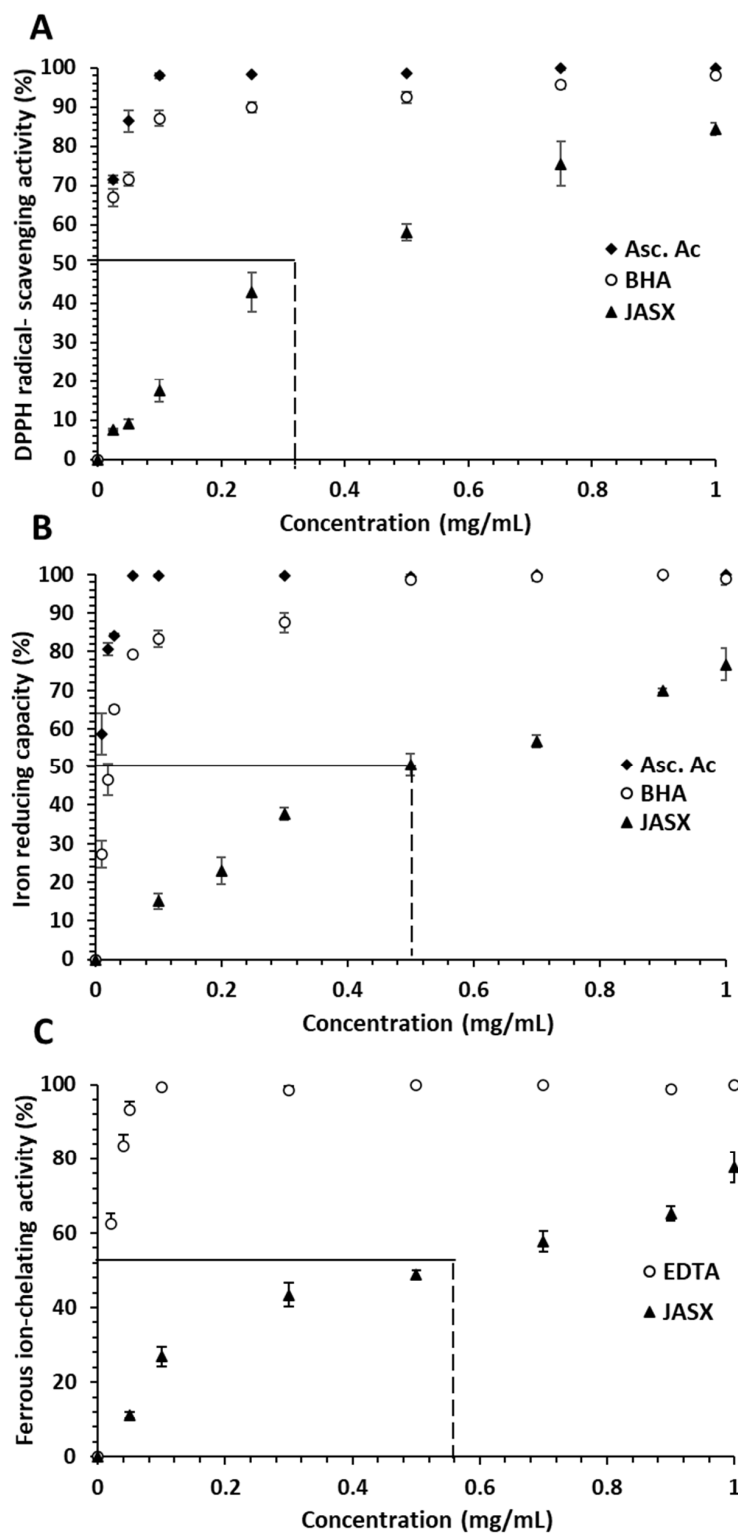 A
DPPH radical- scavenging activity (%)
100
90
80
70
60
50
40
30
20
10
0
0 0.2 0.4 0.6 0.8 1
Concentration (mg/mL)
Asc. Ac
BHA
JASX
B
Iron reducing capacity (%)
100
90
80
70
60
50
40
30
20
10
0
0 0.2 0.4 0.6 0.8 1
Concentration (mg/mL)
Asc. Ac
BHA
JASX
C
Ferrous ion-chelating activity (%)
100
80
60
40
20
0
0 0.2 0.4 0.6 0.8 1
Concentration (mg/mL)
EDTA
JASX